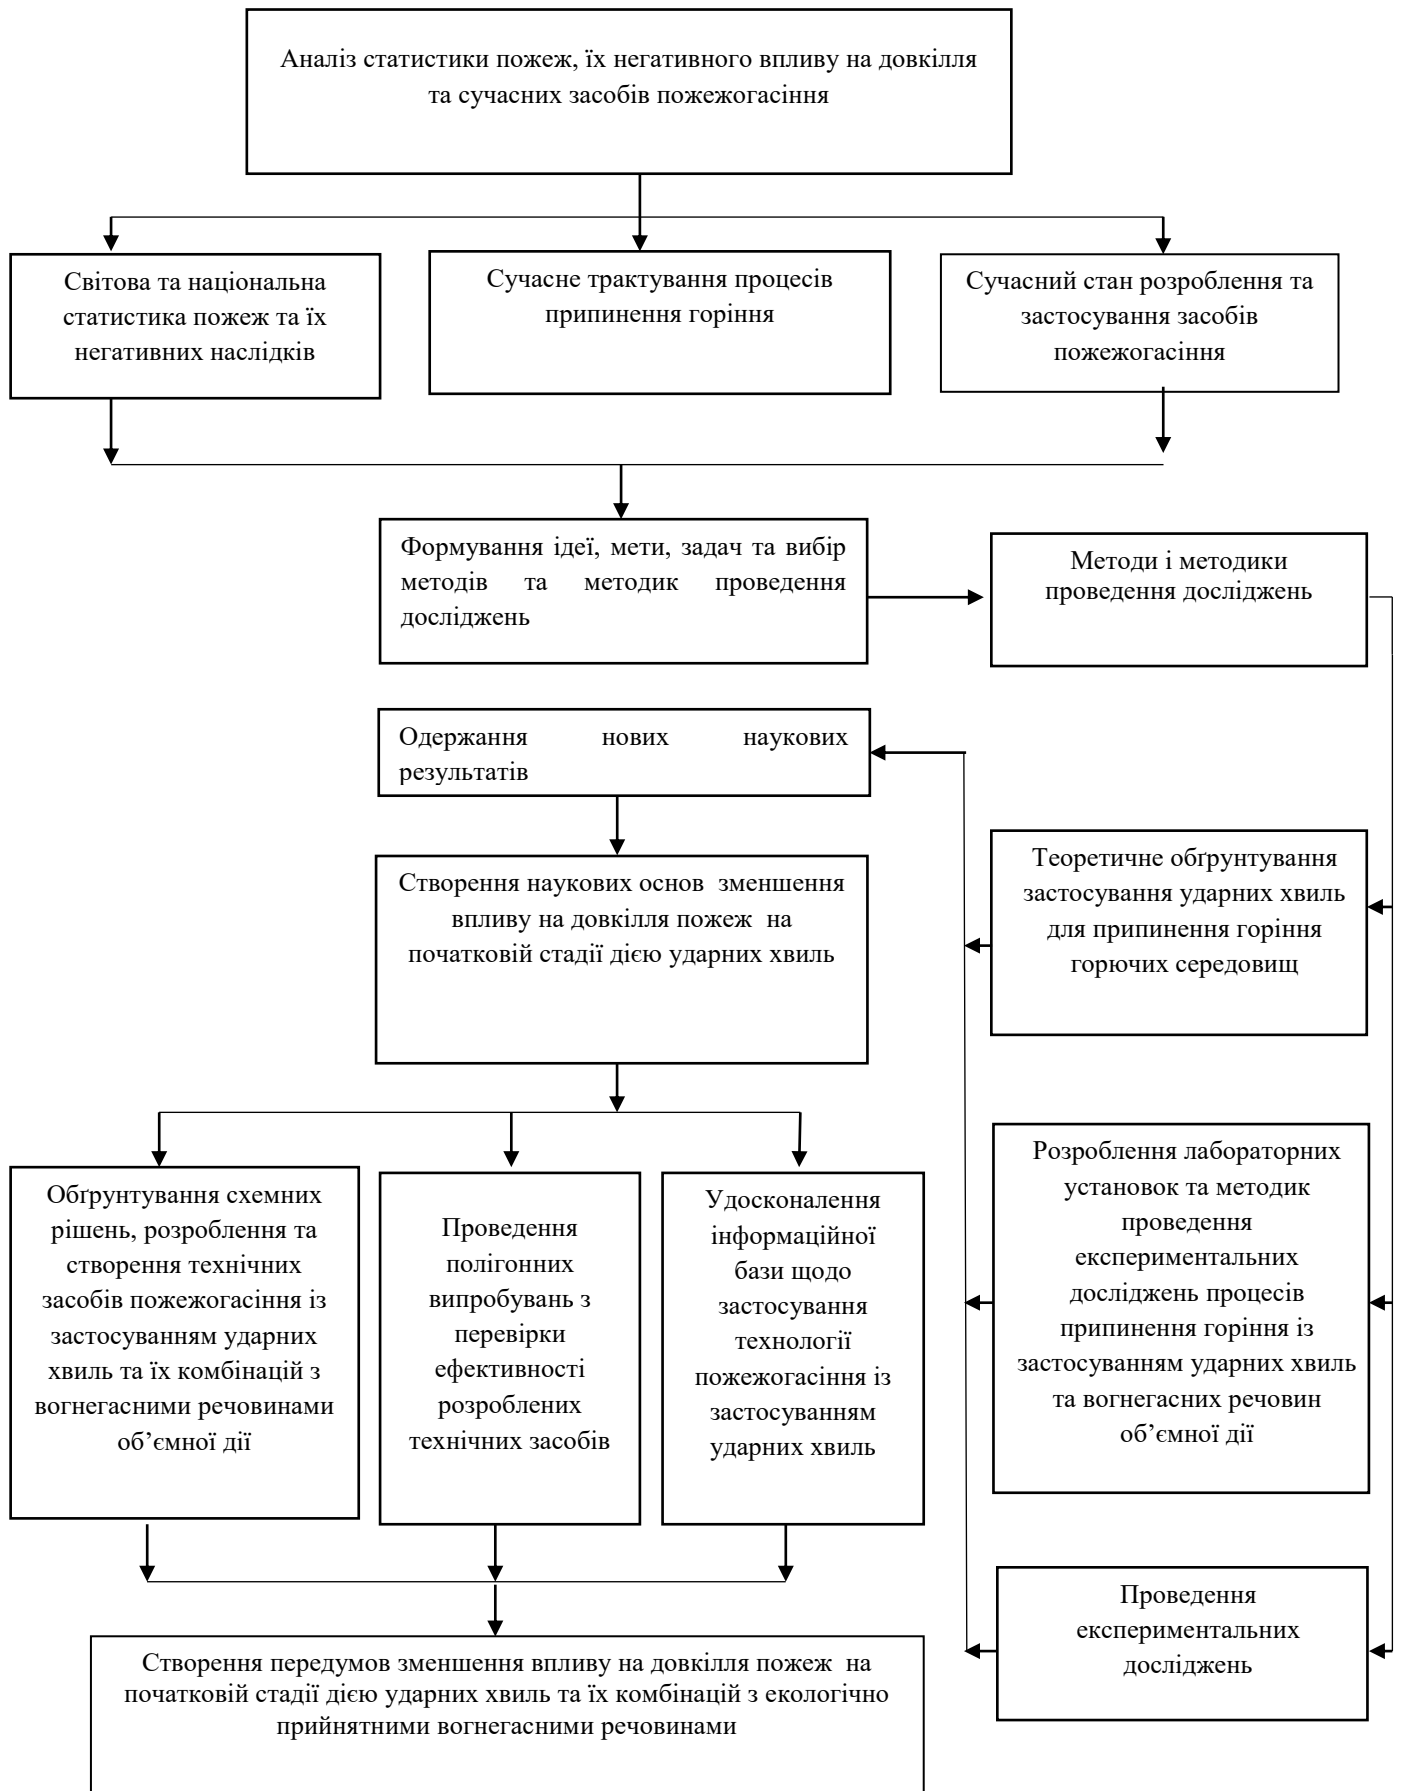 Аналіз статистики пожеж, їх негативного впливу на довкілля
та сучасних засобів пожежогасіння
Світова та національна
статистика пожеж та їх
негативних наслідків
Сучасне трактування процесів
припинення горіння
Сучасний стан розроблення та
застосування засобів
пожежогасіння
Формування ідеї, мети, задач та вибір
методів та методик проведення
досліджень
Методи і методики
проведення досліджень
Одержання нових наукових
результатів
Створення наукових основ зменшення
впливу на довкілля пожеж на
початковій стадії дією ударних хвиль
Теоретичне обґрунтування
застосування ударних хвиль
для припинення горіння
горючих середовищ
Розроблення лабораторних
установок та методик
проведення
експериментальних
досліджень процесів
припинення горіння із
застосуванням ударних хвиль
та вогнегасних речовин
об’ємної дії
Проведення
експериментальних
досліджень
Обґрунтування схемних
рішень, розроблення та
створення технічних
засобів пожежогасіння із
застосуванням ударних
хвиль та їх комбінацій з
вогнегасними речовинами
об’ємної дії
Проведення
полігонних
випробувань з
перевірки
ефективності
розроблених
технічних засобів
Удосконалення
інформаційної
бази щодо
застосування
технології
пожежогасіння із
застосуванням
ударних хвиль
Створення передумов зменшення впливу на довкілля пожеж на
початковій стадії дією ударних хвиль та їх комбінацій з екологічно
прийнятними вогнегасними речовинами